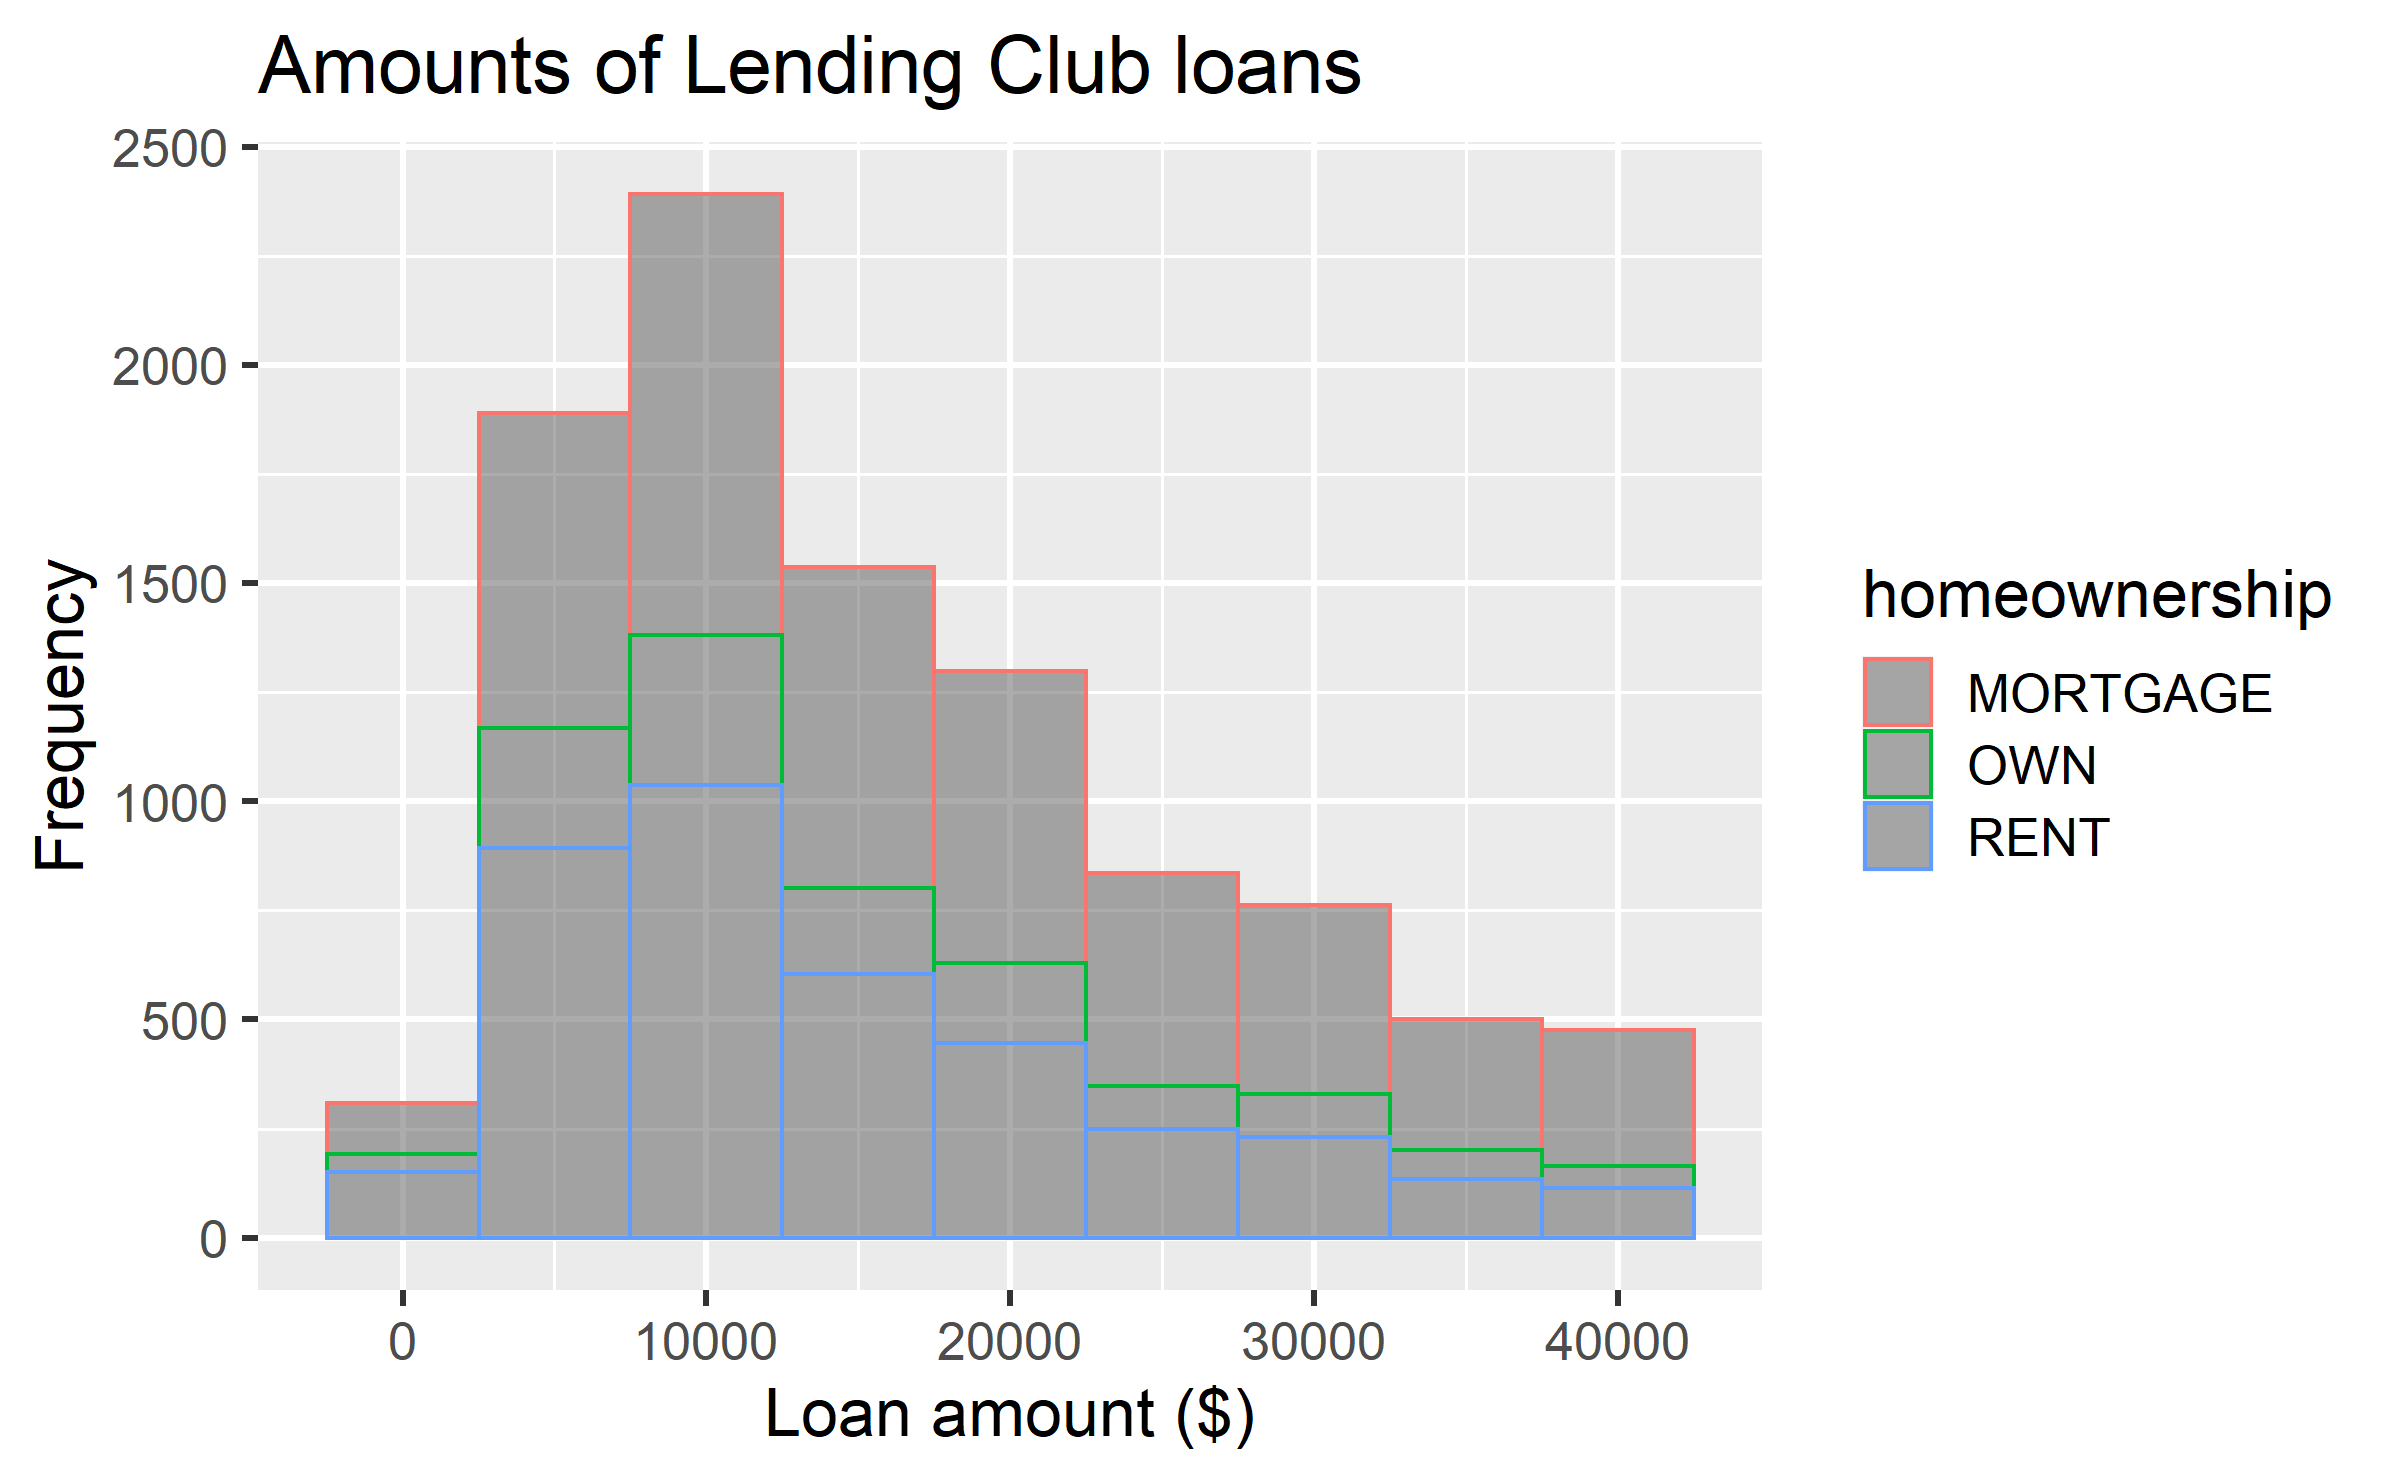 Amounts of Lending Club loans
2500
2000
1500
1000
500
0
Frequency
0 10000 20000 30000 40000
Loan amount ($)
homeownership
MORTGAGE
OWN
RENT